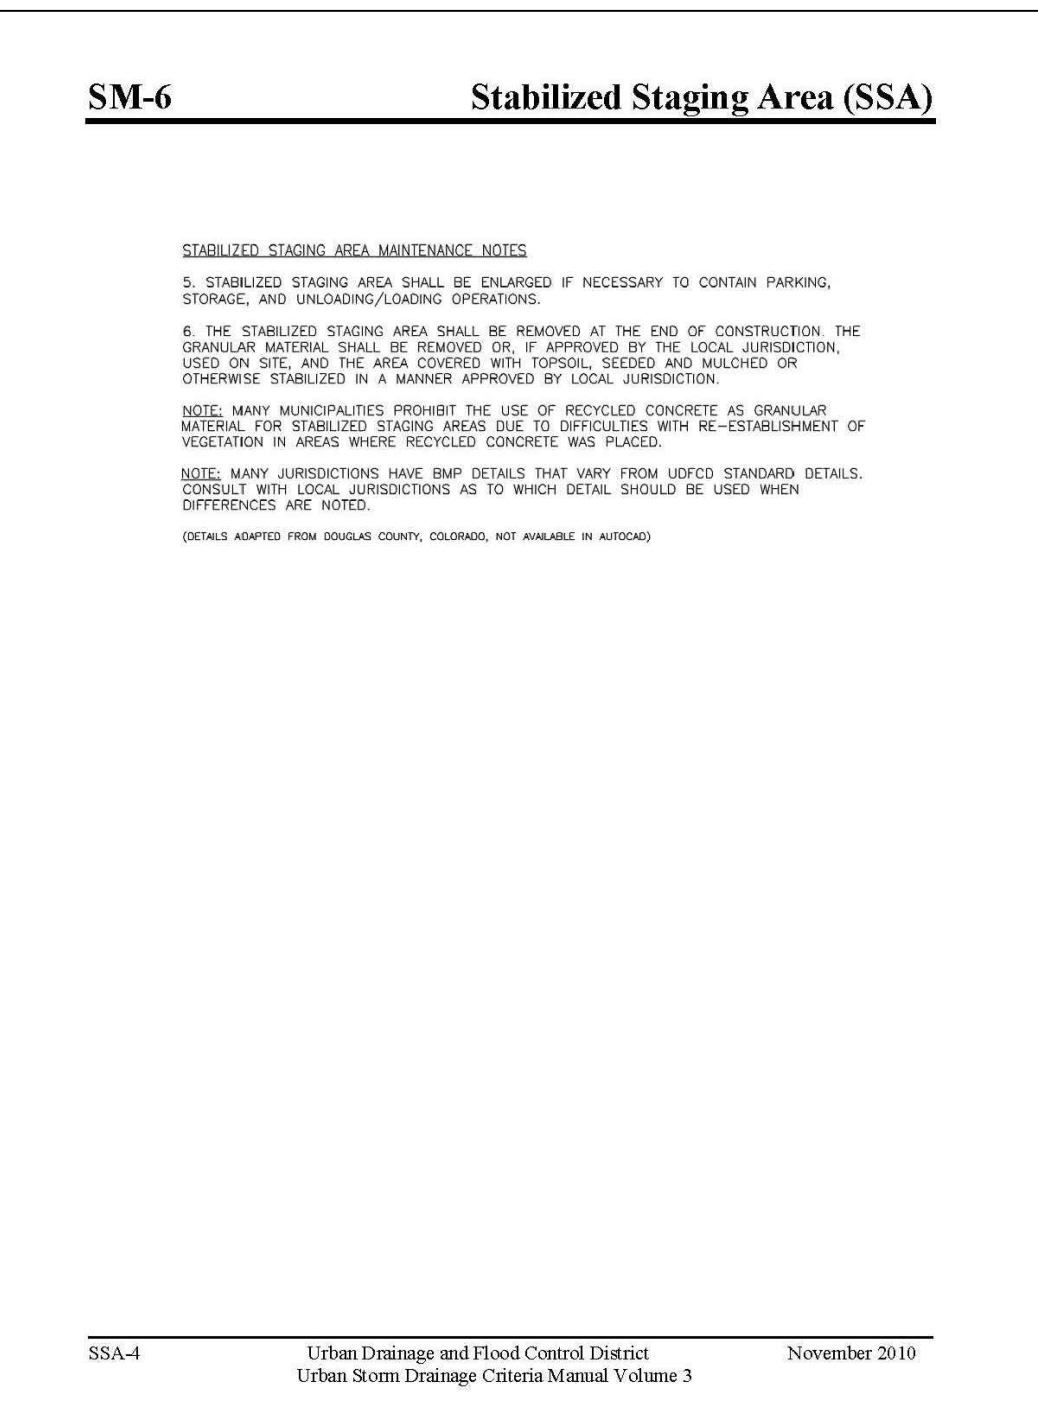 SM-6 Stabilized Staging Area (SSA)
STABILIZED STAGING AREA MAINTENANCE NOTES
5. STABILIZED STAGING AREA SHALL BE ENLARGED IF NECESSARY TO CONTAIN PARKING,
STORAGE, AND UNLOADING/LOADING OPERATIONS.
6. THE STABILIZED STAGING AREA SHALL BE REMOVED AT THE END OF CONSTRUCTION. THE
GRANULAR MATERIAL SHALL BE REMOVED OR, IF APPROVED BY THE LOCAL JURISDICTION,
USED ON SITE, AND THE AREA COVERED WITH TOPSOIL, SEEDED AND MULCHED OR
OTHERWISE STABILIZED IN A MANNER APPROVED BY LOCAL JURISDICTION.
NOTE: MANY MUNICIPALITIES PROHIBIT THE USE OF RECYCLED CONCRETE AS GRANULAR
MATERIAL FOR STABILIZED STAGING AREAS DUE TO DIFFICULTIES WITH RE-ESTABLISHMENT OF
VEGETATION IN AREAS WHERE RECYCLED CONCRETE WAS PLACED.
NOTE: MANY JURISDICTIONS HAVE BMP DETAILS THAT VARY FROM UDFCD STANDARD DETAILS.
CONSULT WITH LOCAL JURISDICTIONS AS TO WHICH DETAIL SHOULD BE USED WHEN
DIFFERENCES ARE NOTED.
(DETAILS ADAPTED FROM DOUGLAS COUNTY, COLORADO, NOT AVAILABLE IN AUTOCAD)
SSA-4 Urban Drainage and Flood Control District November 2010
Urban Storm Drainage Criteria Manual Volume 3